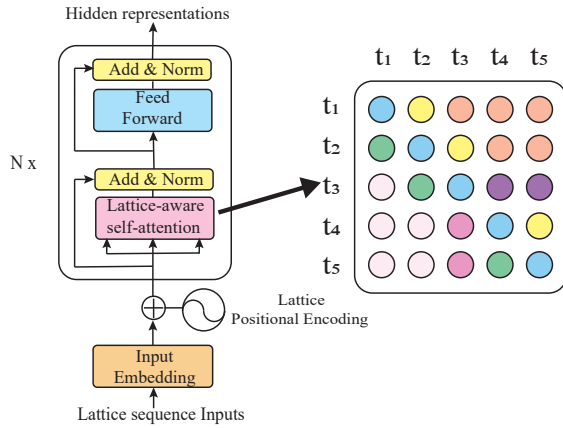 Hidden representations
Add & Norm
Feed
Forward
N x
Add & Norm
Lattice-aware
self-attention
Lattice
Positional Encoding
Input
Embedding
Lattice sequence Inputs
t₁ t₂ t₃ t₄ t₅
t₁
t₂
t₃
t₄
t₅